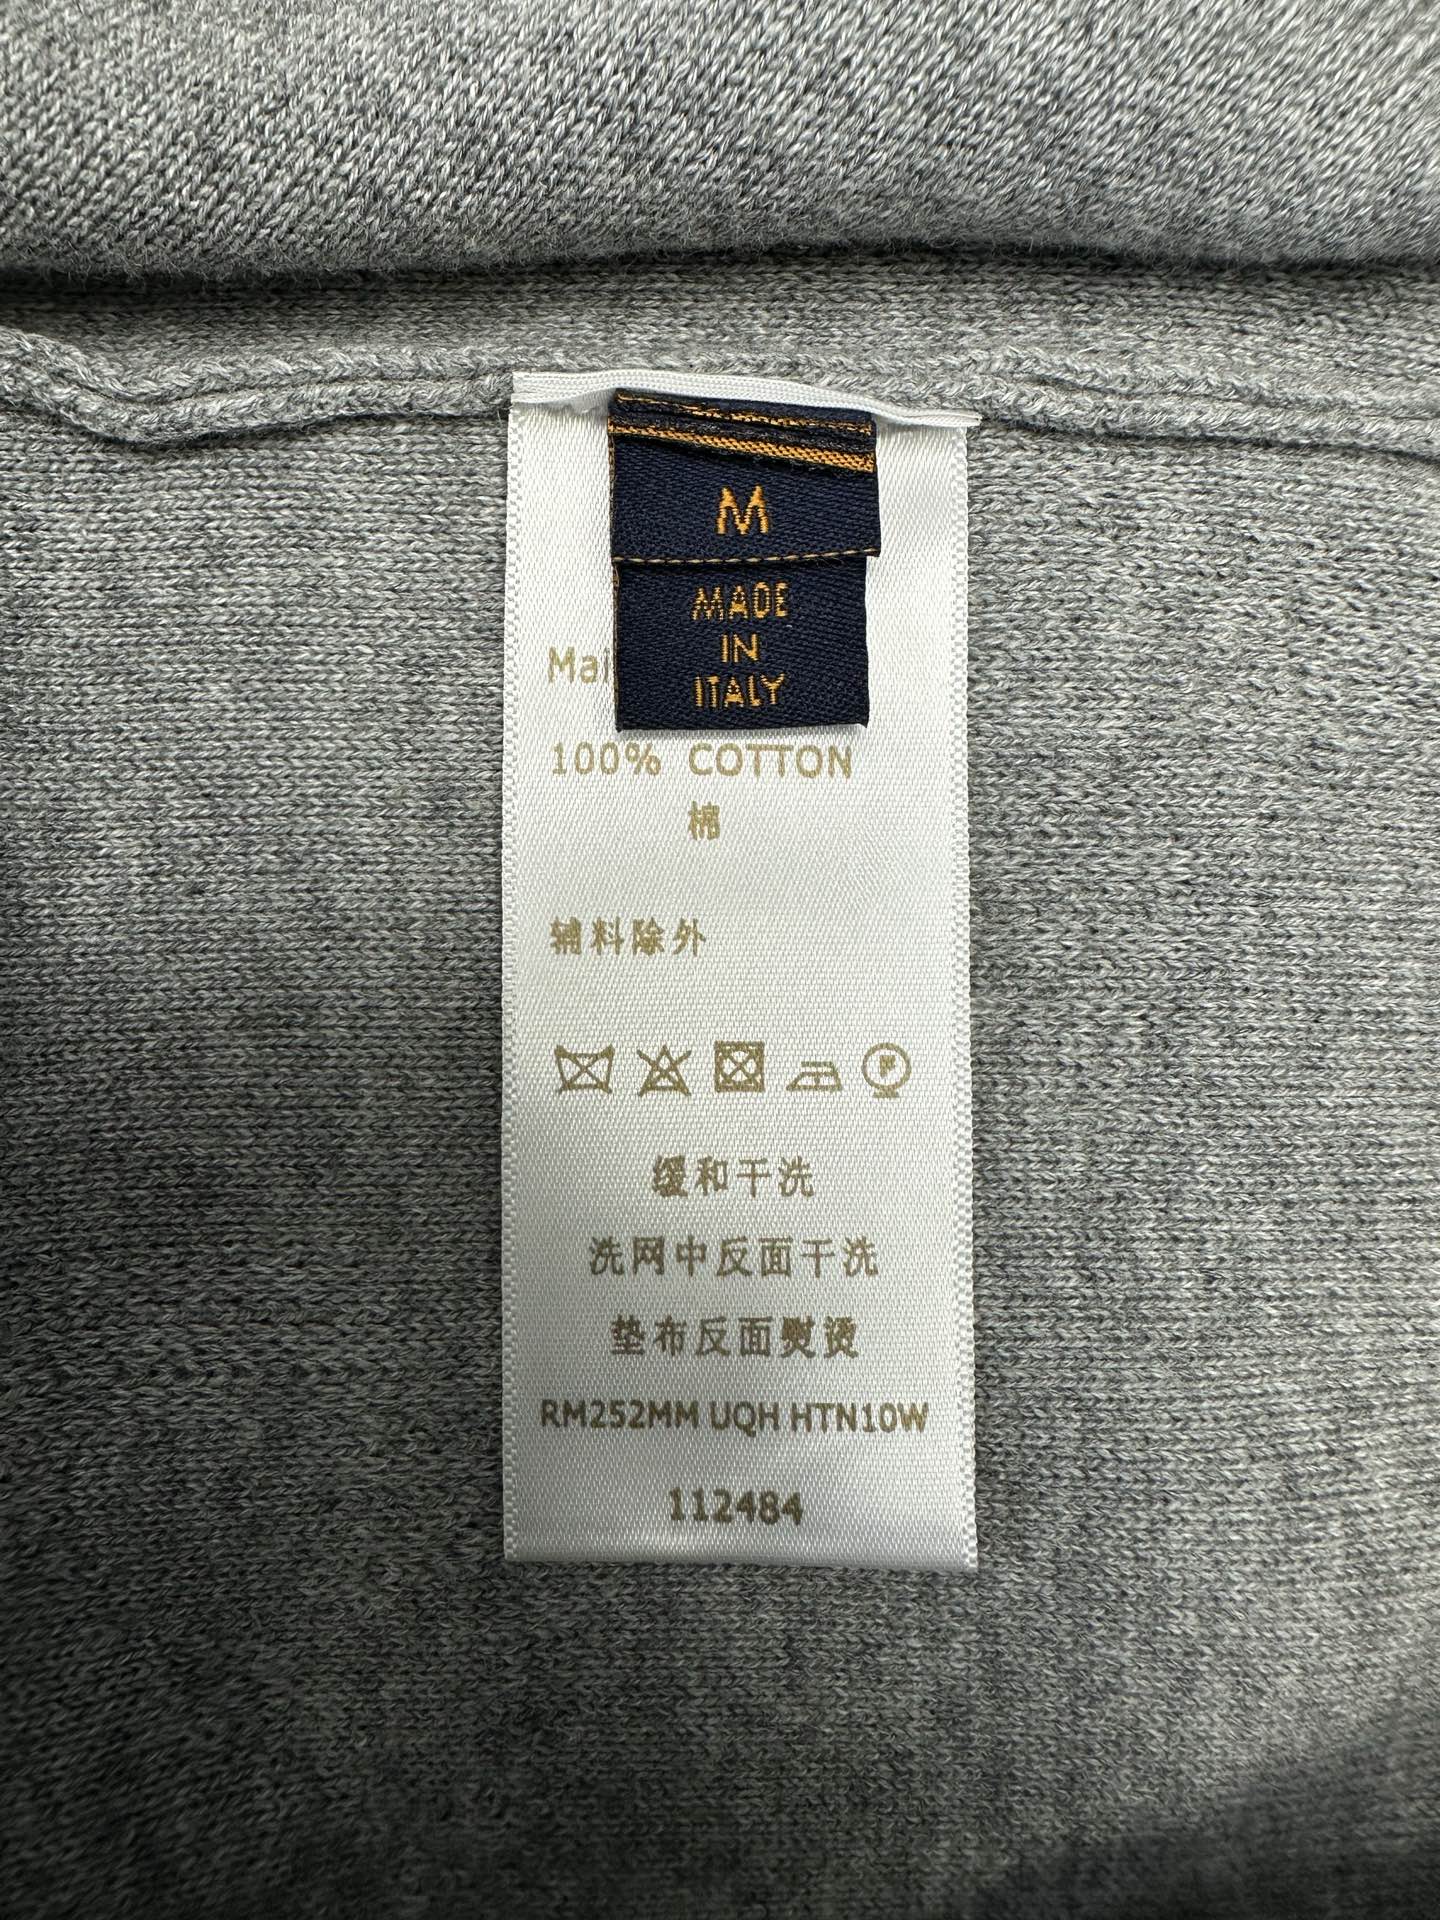 M
MADE
IN
ITALY
Mai
100% COTTON
棉
辅料除外
P
缓和干洗
洗网中反面干洗
垫布反面熨烫
RM252MM UQH HTN10W
112484